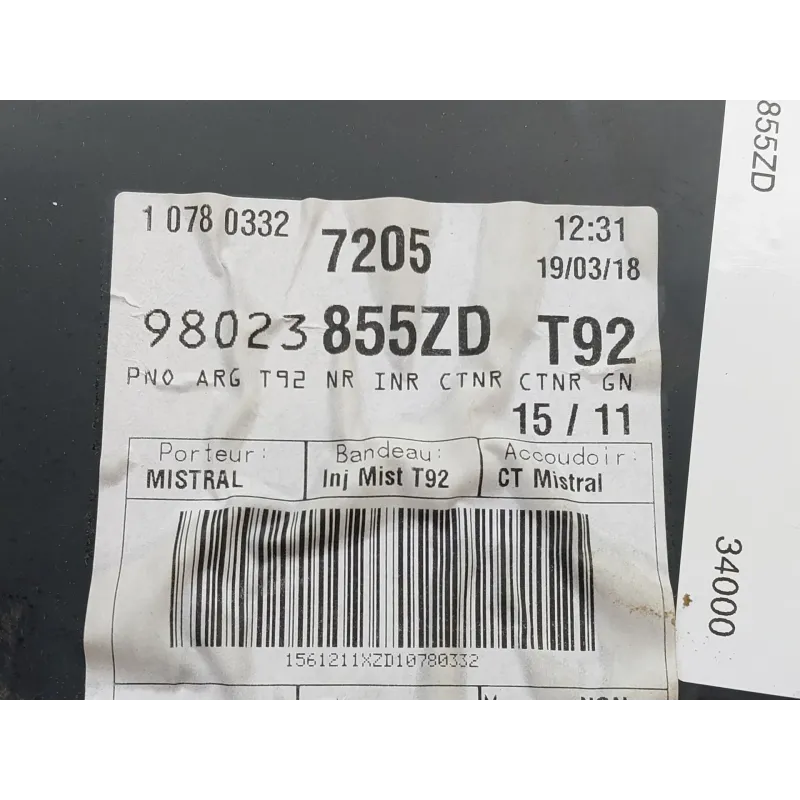 1 078 0332
7205
12:31
19/03/18
98023 855ZD T92
PNO ARG T92 NR INR CTNR CTNR GN
15 / 11
Porteur:
MISTRAL
Bandeau:
Inj Mist T92
Accoudoir:
CT Mistral
1561211XZD10780332
855ZD
34000